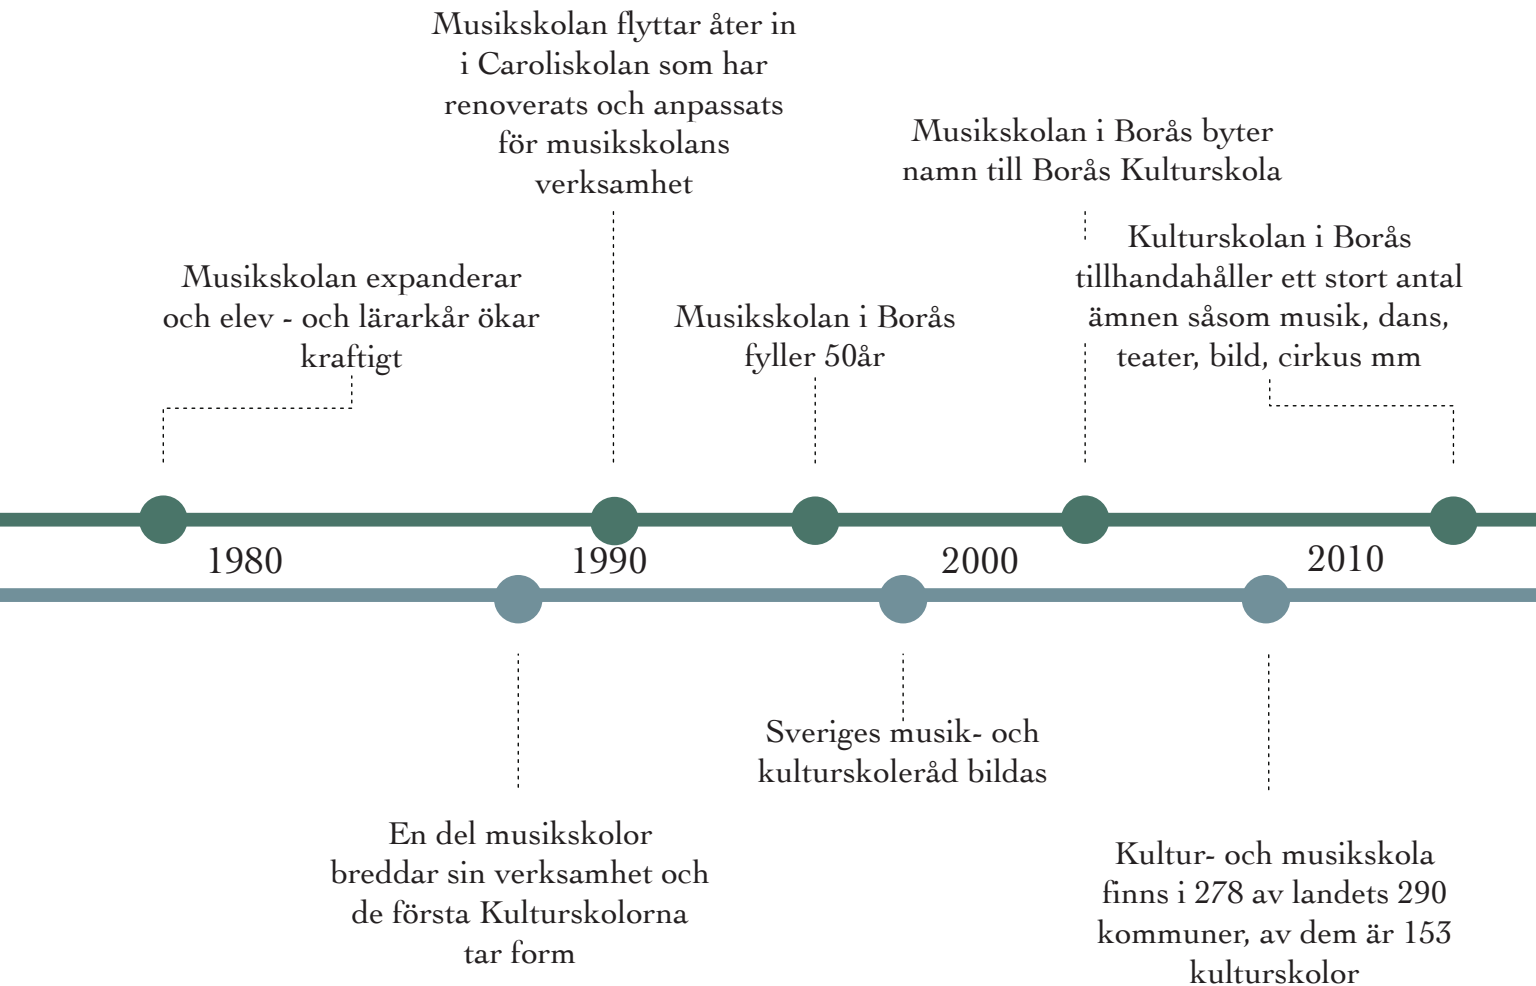 Musikskolan flyttar åter in
i Caroliskolan som har
renoverats och anpassats
för musikskolans
verksamhet
Musikskolan i Borås byter
namn till Borås Kulturskola
Musikskolan expanderar
och elev - och lärarkår ökar
kraftigt
Musikskolan i Borås
fyller 50år
Kulturskolan i Borås
tillhandahåller ett stort antal
ämnen såsom musik, dans,
teater, bild, cirkus mm
1980
1990
2000
2010
En del musikskolor
breddar sin verksamhet och
de första Kulturskolorna
tar form
Sveriges musik- och
kulturskoleråd bildas
Kultur- och musikskola
finns i 278 av landets 290
kommuner, av dem är 153
kulturskolor